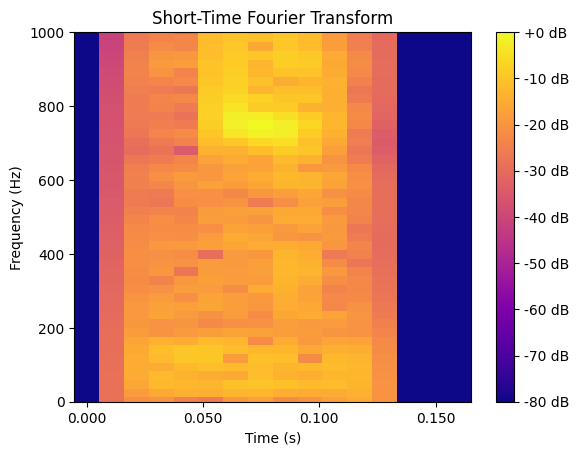 Short-Time Fourier Transform
Frequency (Hz)
1000
800
600
400
200
0
0.000
0.050
0.100
0.150
Time (s)
+0 dB
-10 dB
-20 dB
-30 dB
-40 dB
-50 dB
-60 dB
-70 dB
-80 dB